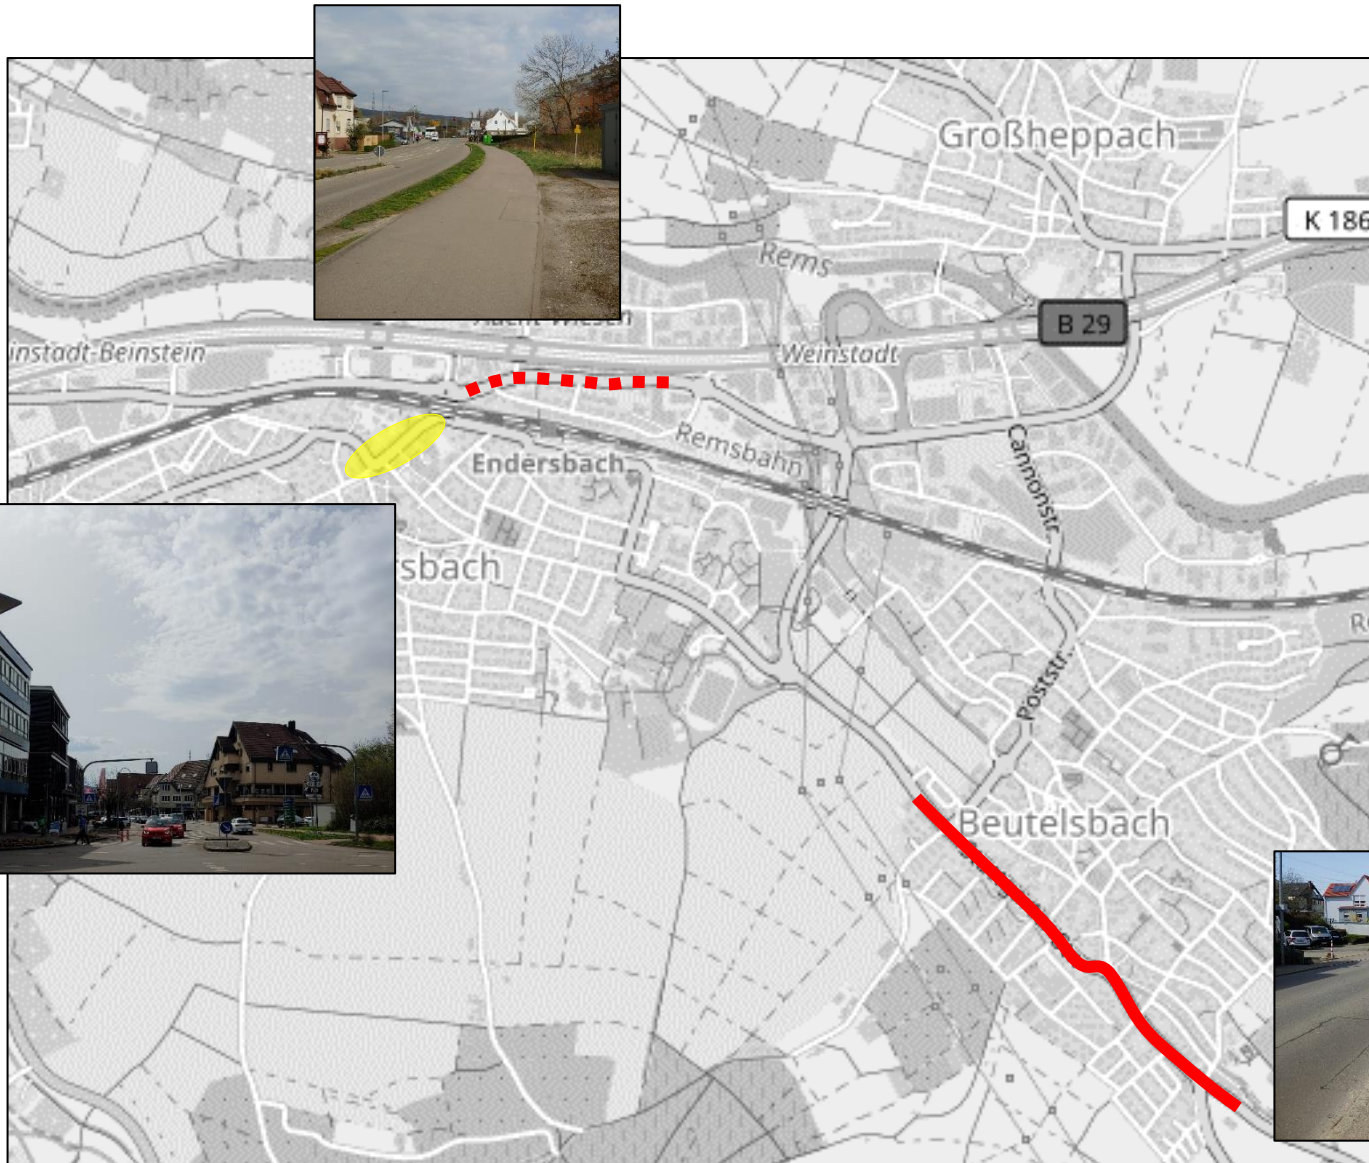 Großheppach
K 186
Rems
B 29
Weinstadt
instadt-Beinstein
Remsbahn
Cannonstr.
Endersbach
sbach
Poststr.
Beutelsbach